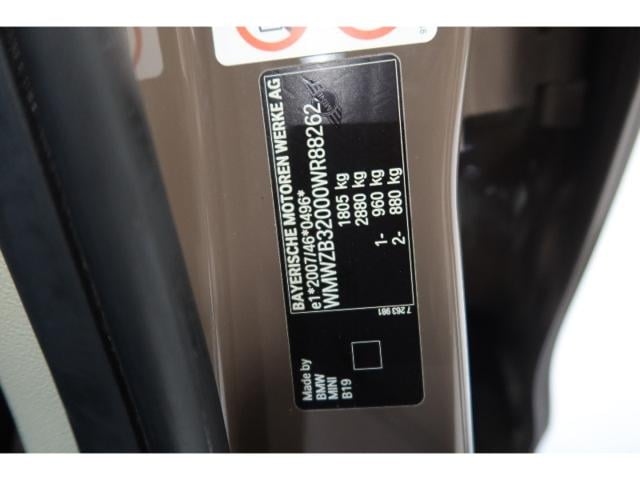 BAYERISCHE MOTOREN WERKE AG
e1*2007/46*0496*
WMWZB32000WR88262
1805 kg
2880 kg
1- 960 kg
2- 880 kg
7 263 981
Made by
BMW
MINI
B19